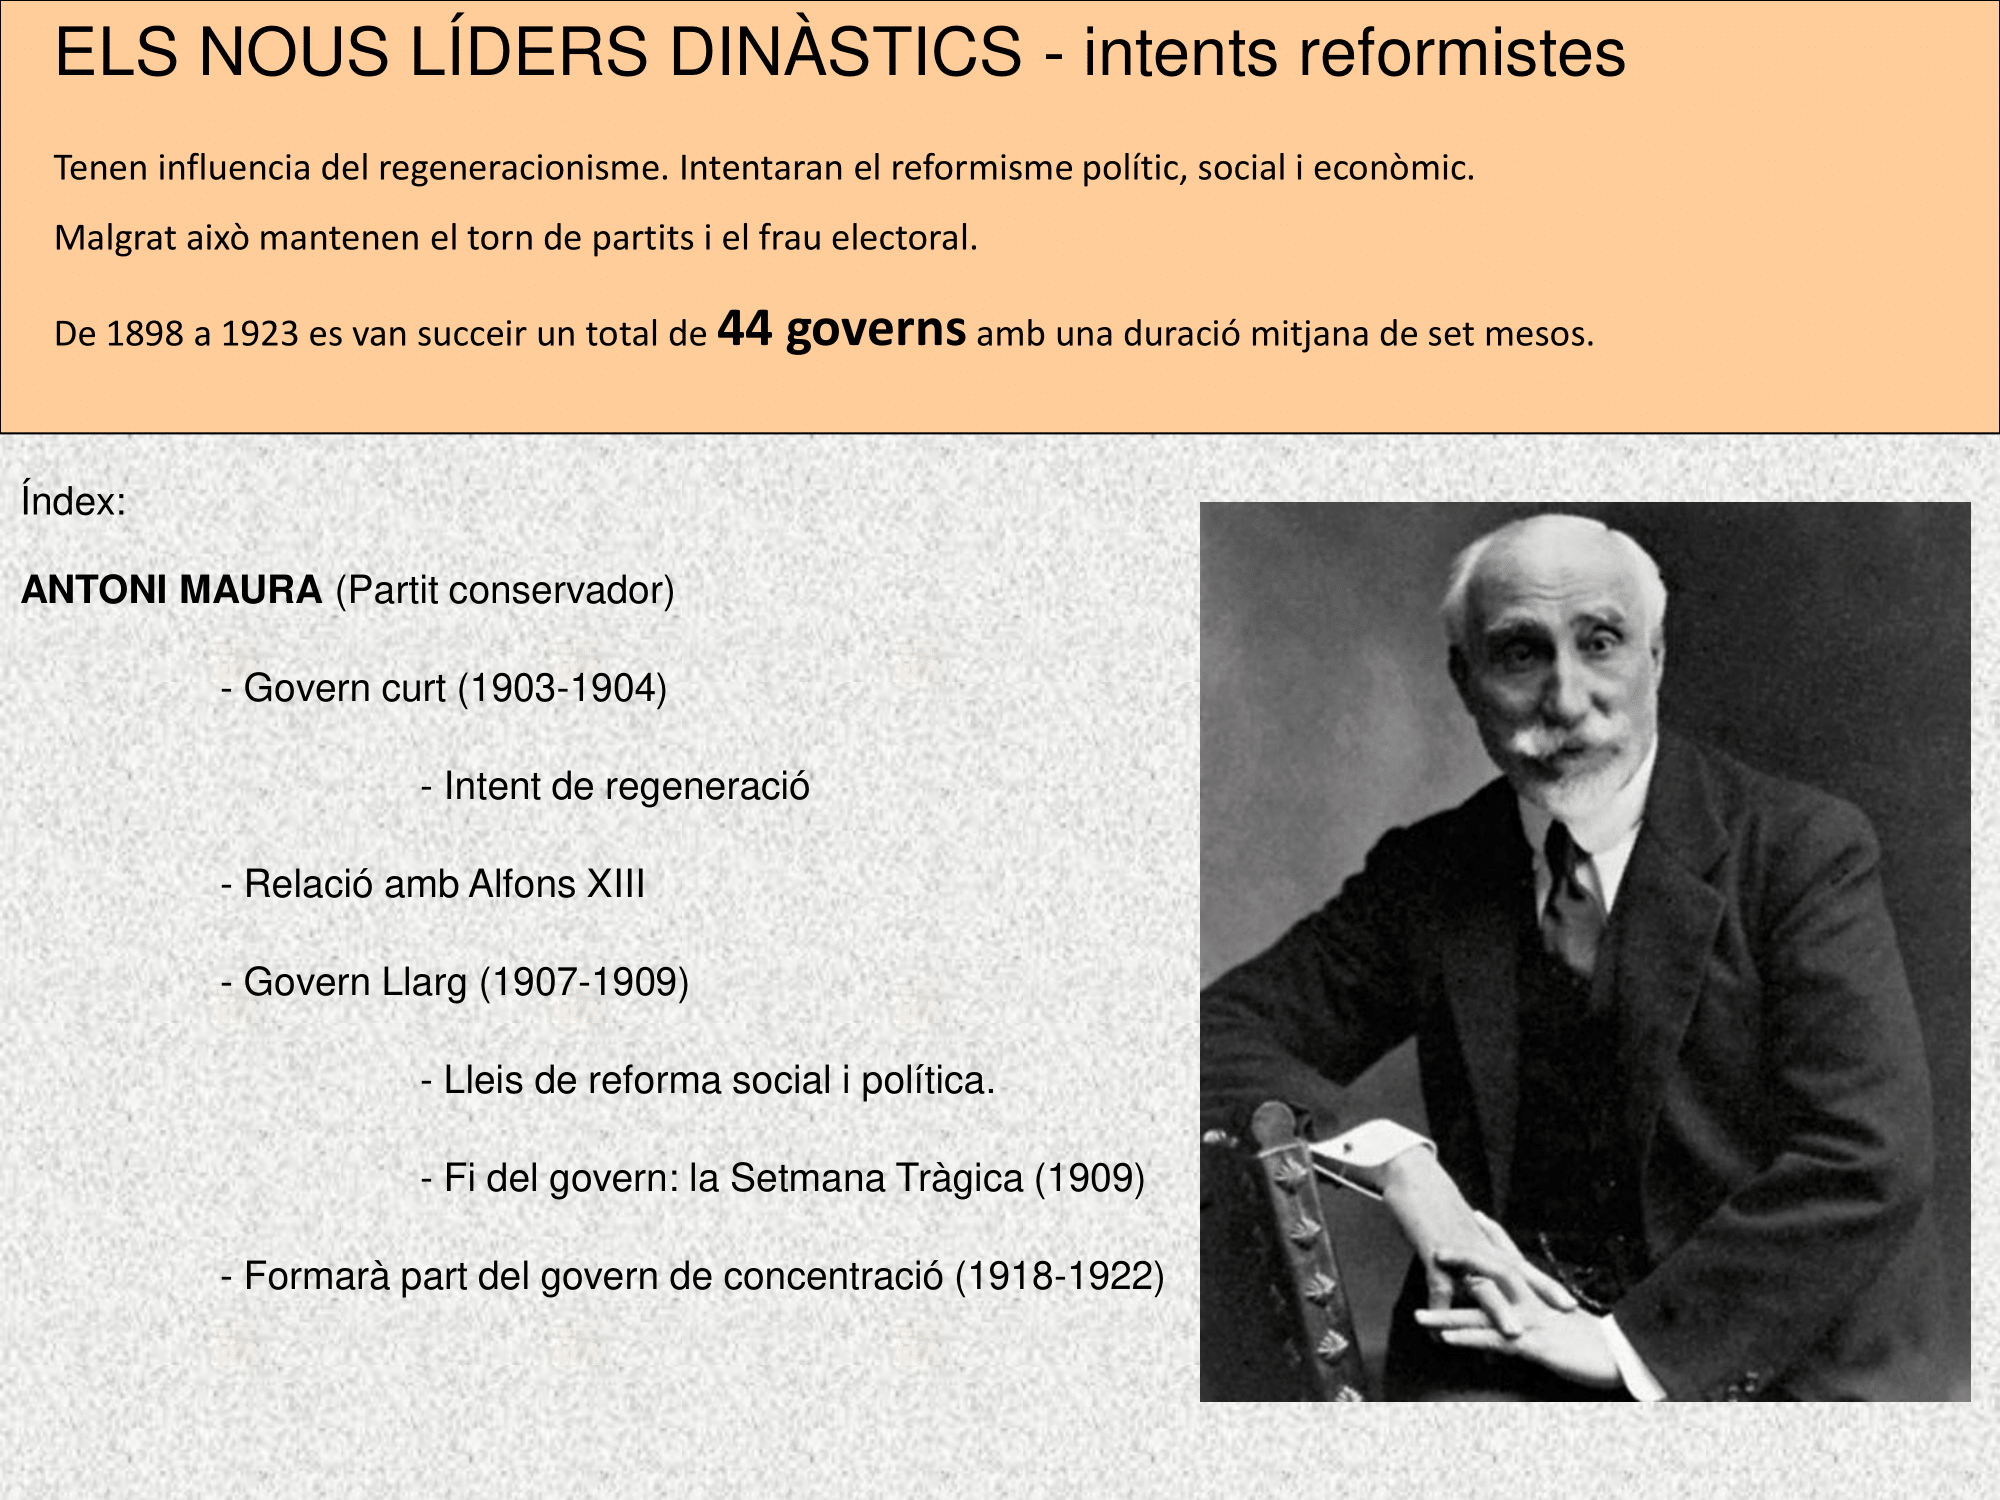 ELS NOUS LÍDERS DINÀSTICS - intents reformistes
Tenen influencia del regeneracionisme. Intentaran el reformisme polític, social i econòmic.
Malgrat això mantenen el torn de partits i el frau electoral.
De 1898 a 1923 es van succeir un total de 44 governs amb una duració mitjana de set mesos.
Índex:
ANTONI MAURA (Partit conservador)
- Govern curt (1903-1904)
- Intent de regeneració
- Relació amb Alfons XIII
- Govern Llarg (1907-1909)
- Lleis de reforma social i política.
- Fi del govern: la Setmana Tràgica (1909)
- Formarà part del govern de concentració (1918-1922)